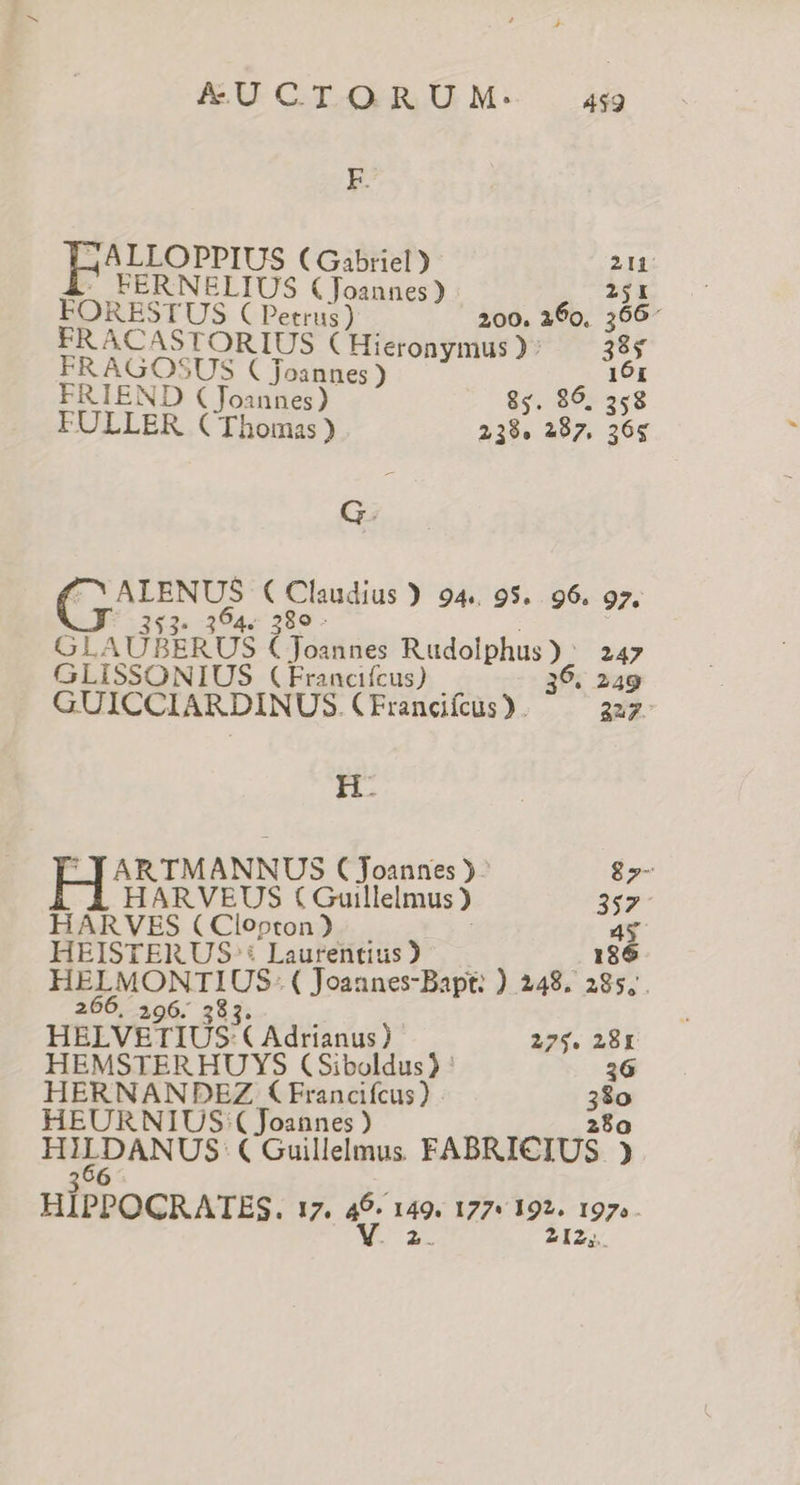 AUCTORUM. 459
F.
FALLOPPIUS (Gabriel) 211
FERNELIUS (Joannes) 251
FORESTUS (Petrus) 200. 360. 366
FRACASTORIUS (Hieronymus) 385
FRAGOSUS (Joannes) 161
FRIEND (Joannes) 85. 86. 358
FULLER (Thomas) 238. 287. 365
G.
GALENUS (Claudius) 94. 95. 96. 97.
353. 364. 380
GLAUBERUS (Joannes Rudolphus) 247
GLISSONIUS (Franciſcus) 36. 249
GUICCIARDINUS (Franciſcus). 327
H.
HARTMANNUS (Joannes) 87
HARVEUS (Guillelmus) 357
HARVES (Clopton) 45
HEISTERUS (Laurentius) 186
HELMONTIUS (Joannes-Bapt.) 248. 285.
266. 296. 383.
HELVETIUS (Adrianus) 275. 281
HEMSTERHUYS (Siboldus) 36
HERNANDEZ (Franciſcus) 380
HEURNIUS (Joannes) 280
HILDANUS (Guillelmus FABRICIUS)
366
HIPPOCRATES. 17. 46. 149. 177. 192. 197.
V. 2. 212.